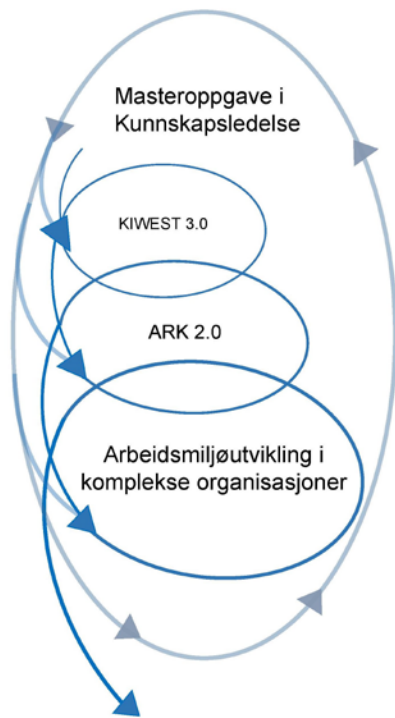 Masteroppgave i
Kunnskapsledelse
KIWEST 3.0
ARK 2.0
Arbeidsmiljøutvikling i
komplekse organisasjoner